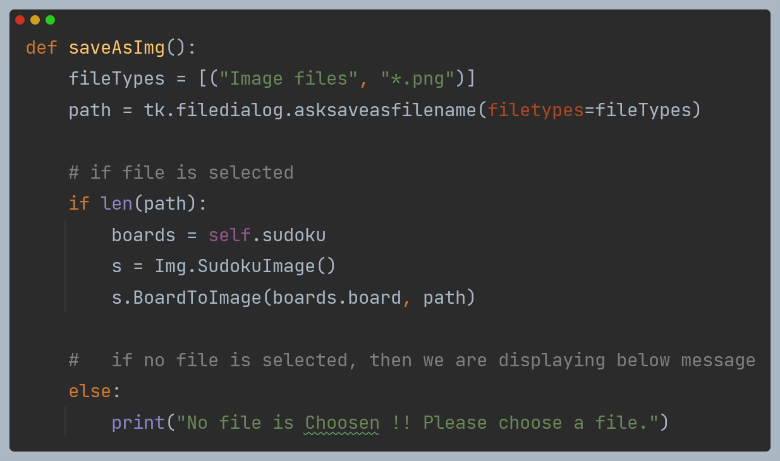 def saveAsImg():
    fileTypes = [("Image files", "*.png")]
    path = tk.filedialog.asksaveasfilename(filetypes=fileTypes)

    # if file is selected
    if len(path):
        boards = self.sudoku
        s = Img.SudokuImage()
        s.BoardToImage(boards.board, path)

    #   if no file is selected, then we are displaying below message
    else:
        print("No file is Choosen !! Please choose a file.")